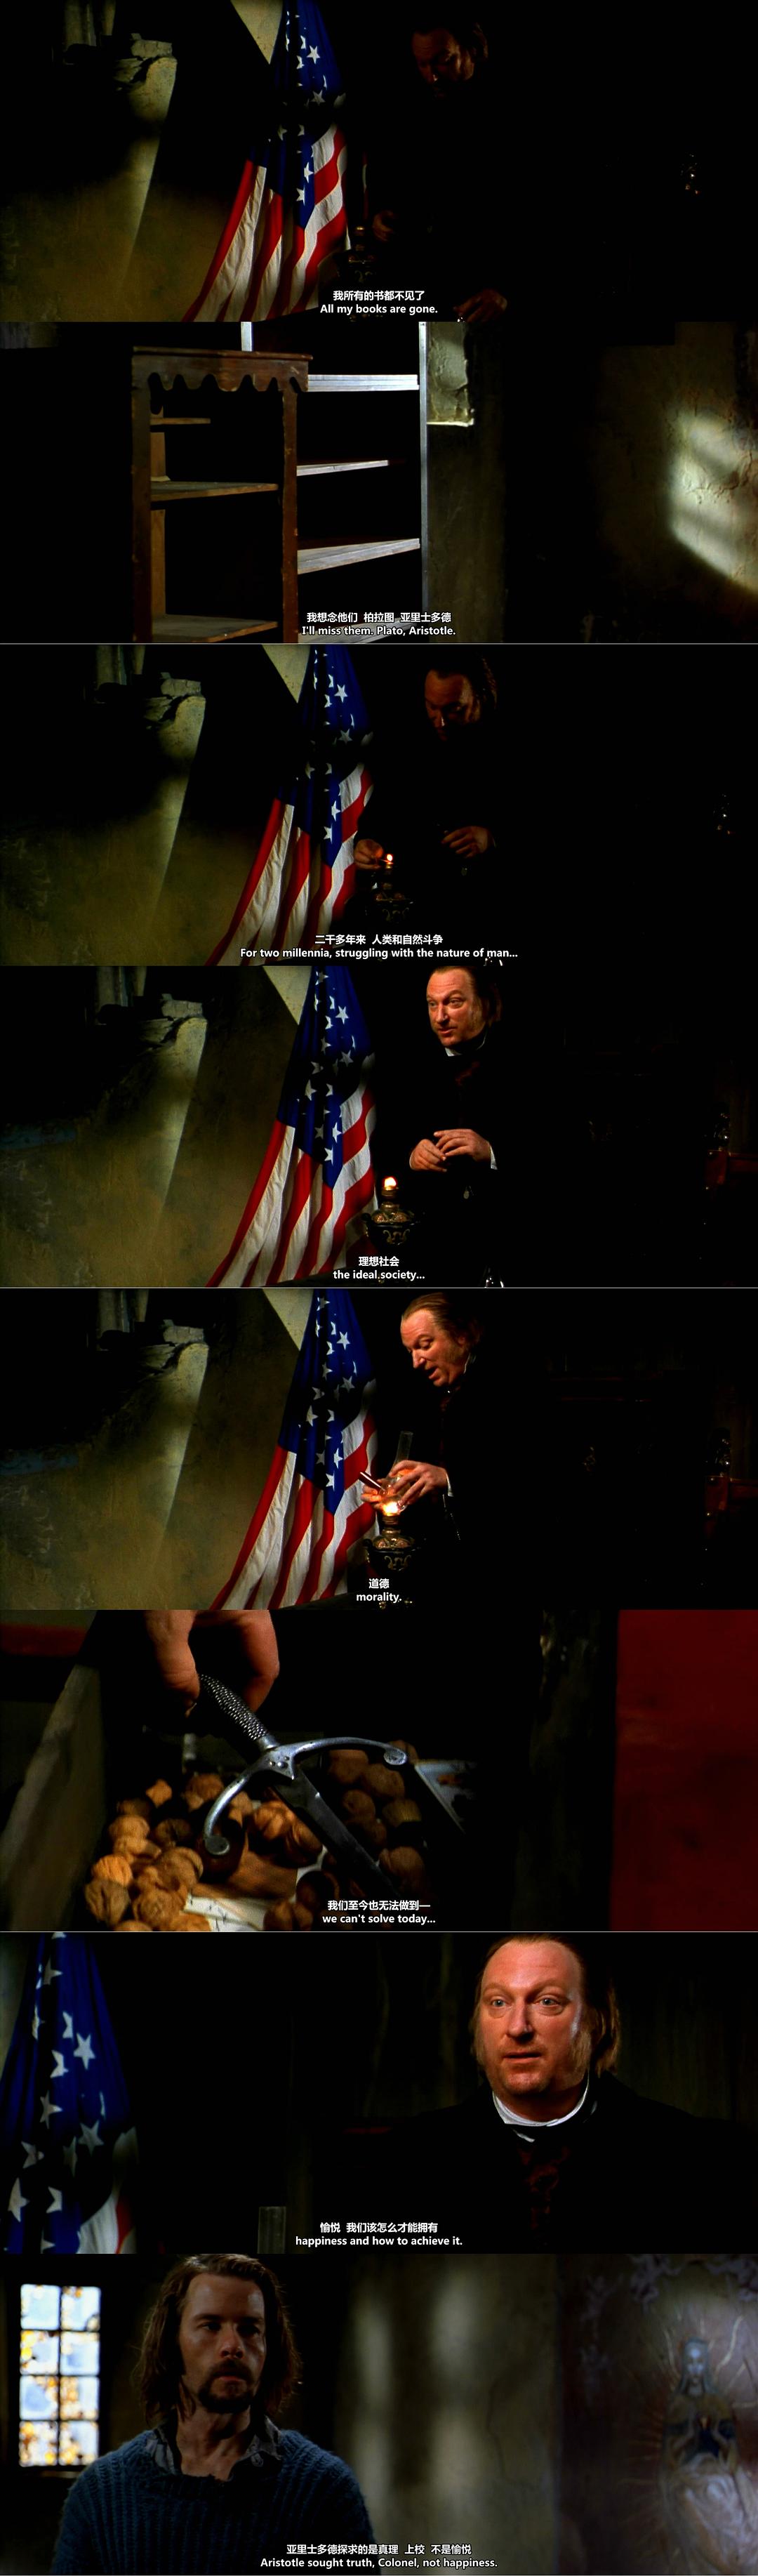 我所有的书都不见了
All my books are gone.
我想念他们 柏拉图 亚里士多德
I'll miss them. Plato, Aristotle.
二千多年来 人类和自然斗争
For two millennia, struggling with the nature of man...
理想社会
the ideal society...
道德
morality.
我们至今也无法做到—
we can't solve today...
愉悦 我们该怎么才能拥有
happiness and how to achieve it.
亚里士多德探求的是真理 上校 不是愉悦
Aristotle sought truth, Colonel, not happiness.